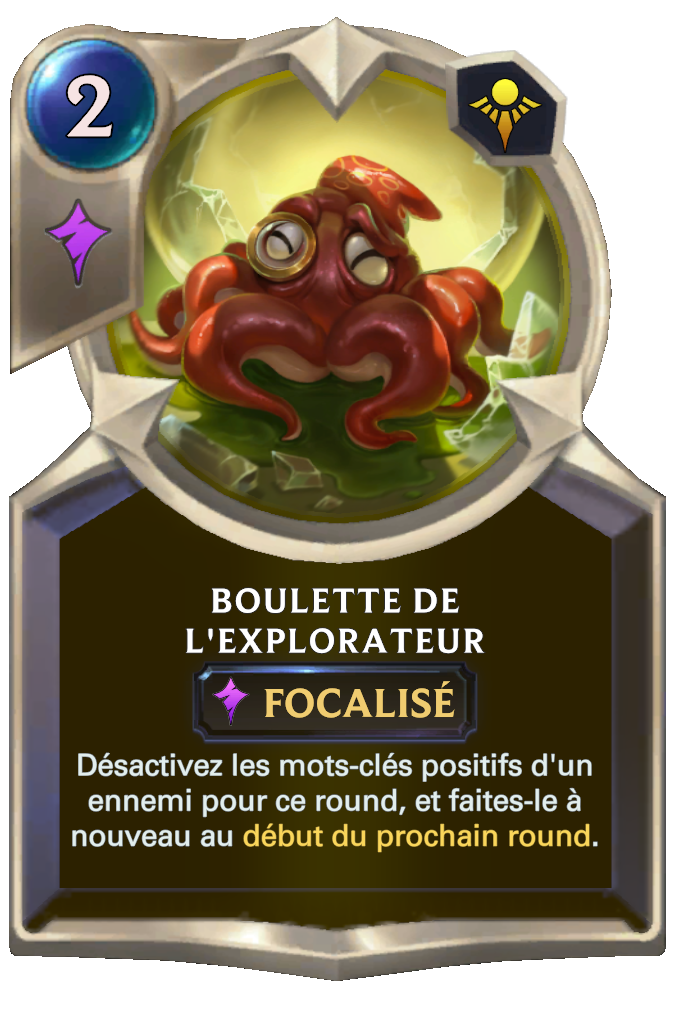 2
BOULETTE DE
L'EXPLORATEUR
FOCALISÉ
Désactivez les mots-clés positifs d'un
ennemi pour ce round, et faites-le à
nouveau au début du prochain round.